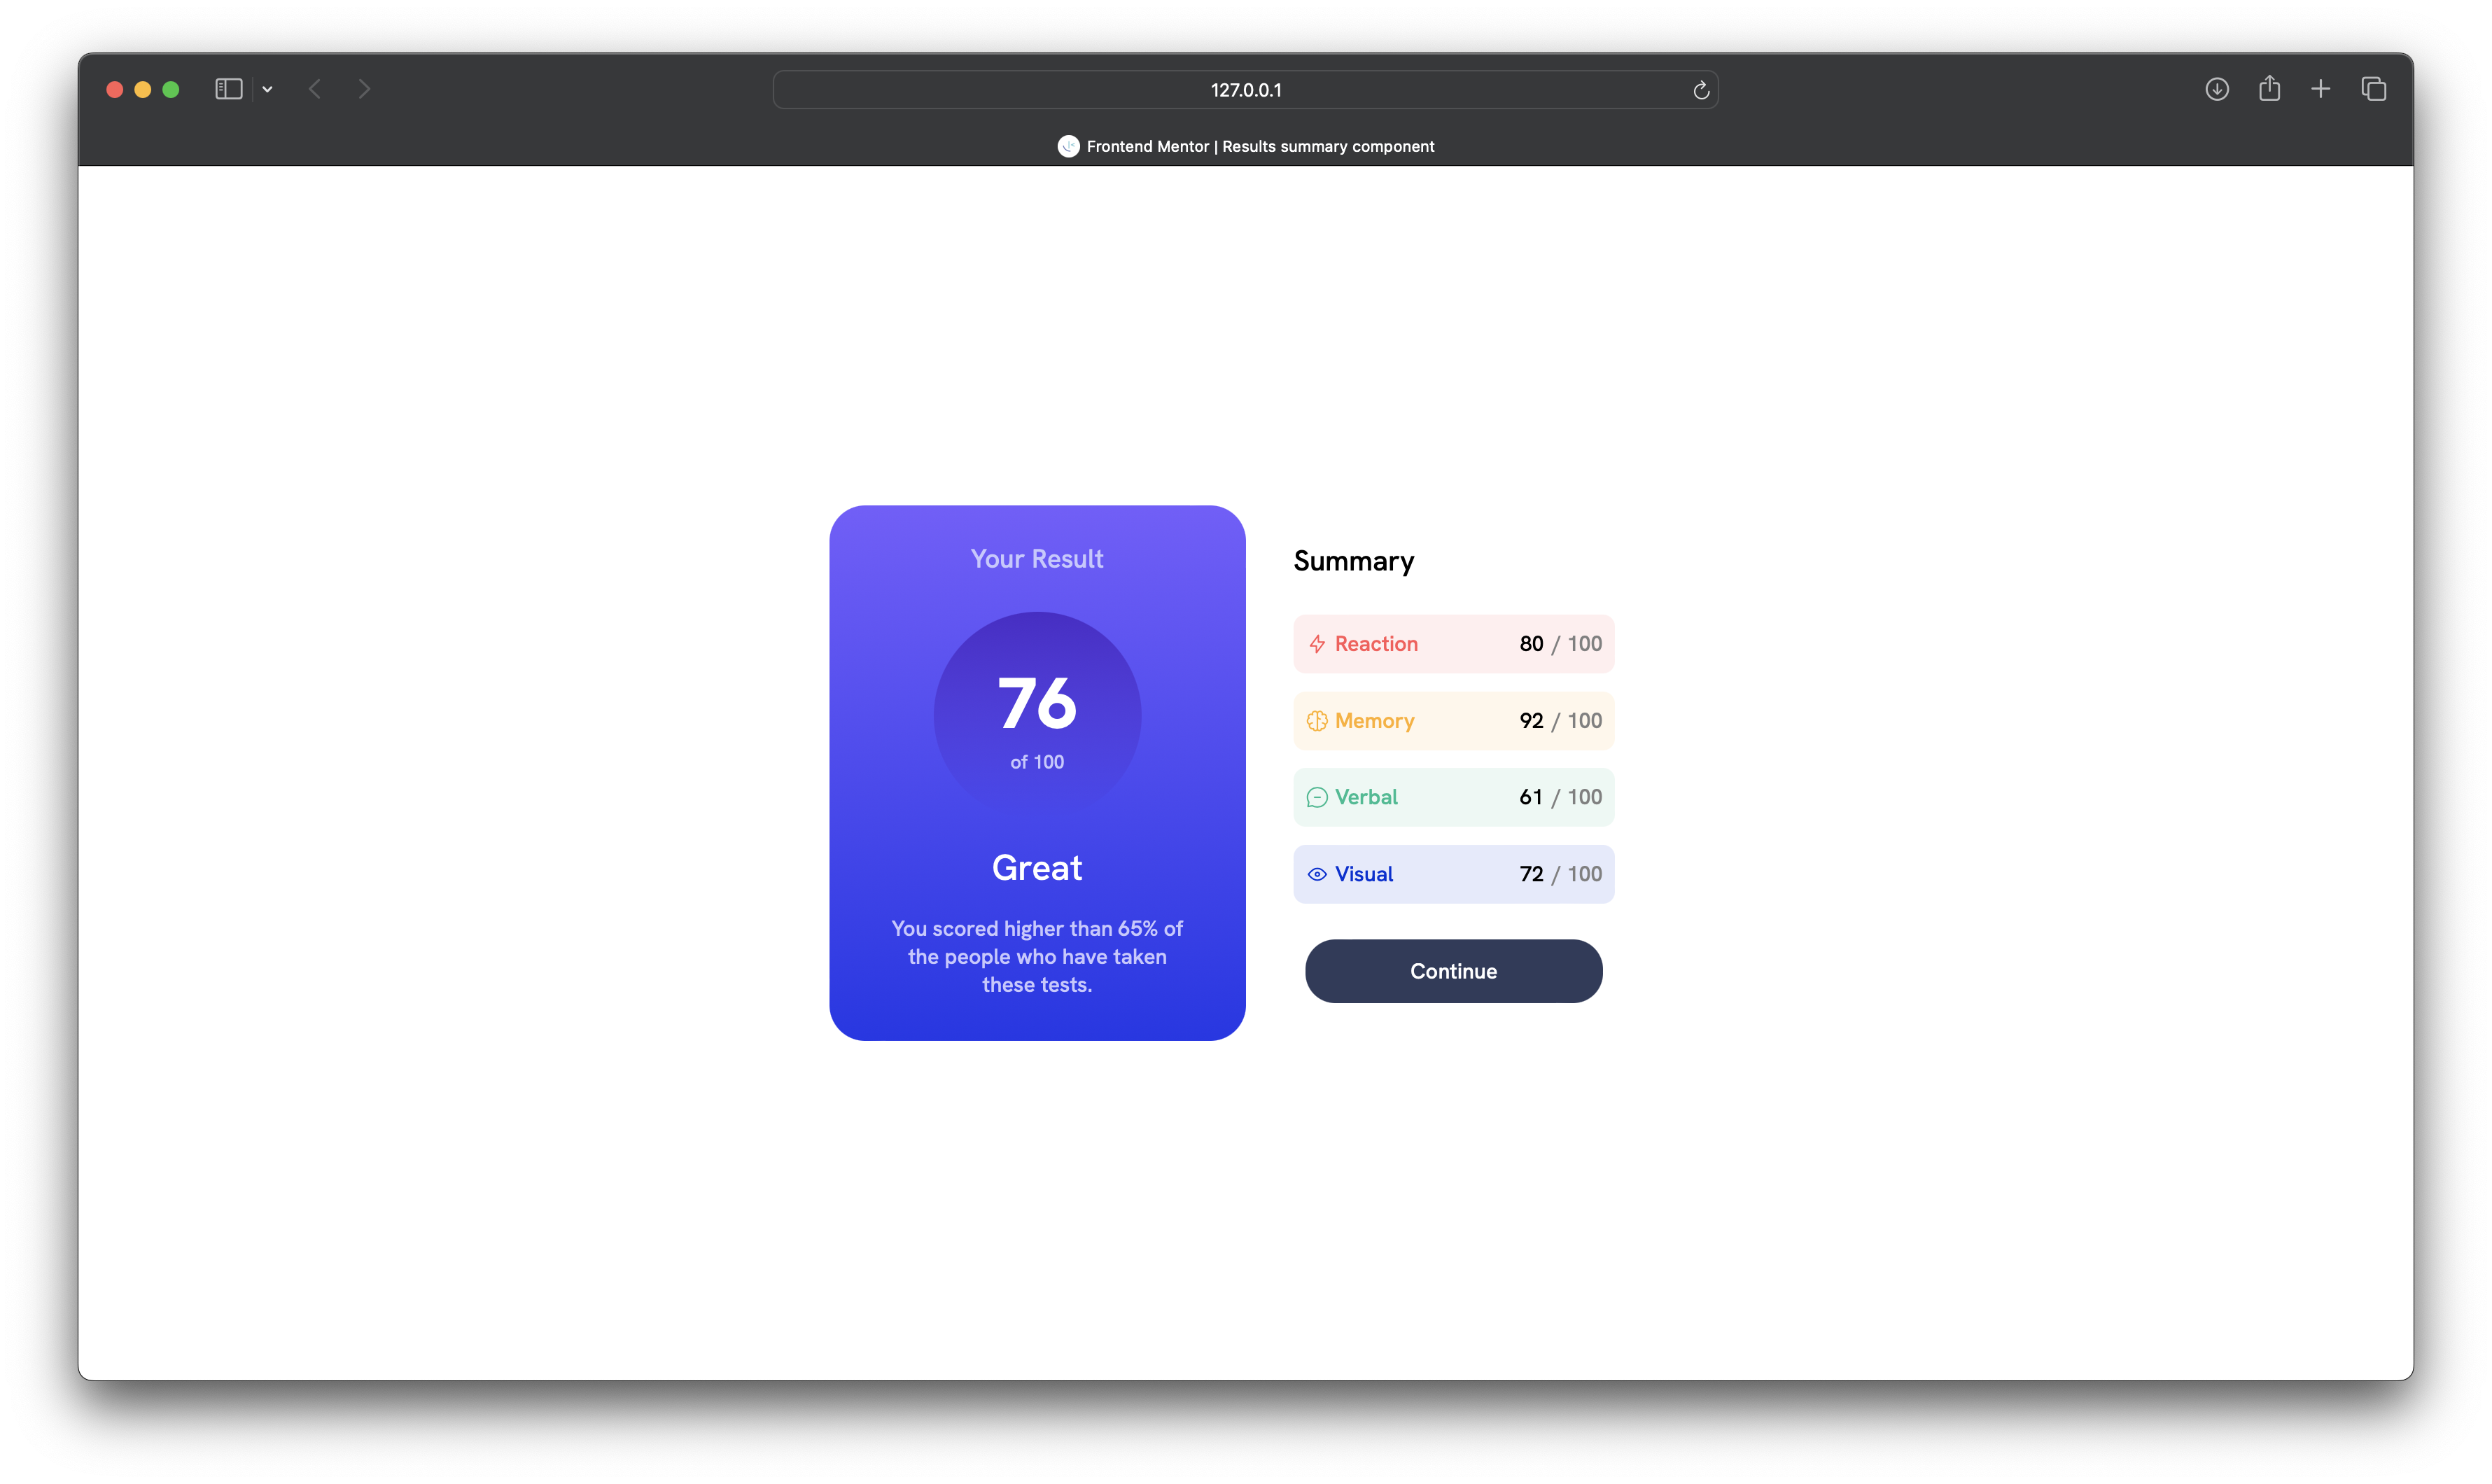 127.0.0.1
Frontend Mentor | Results summary component
Your Result
76
of 100
Great
You scored higher than 65% of
the people who have taken
these tests.
Summary
Reaction 80 / 100
Memory 92 / 100
Verbal 61 / 100
Visual 72 / 100
Continue